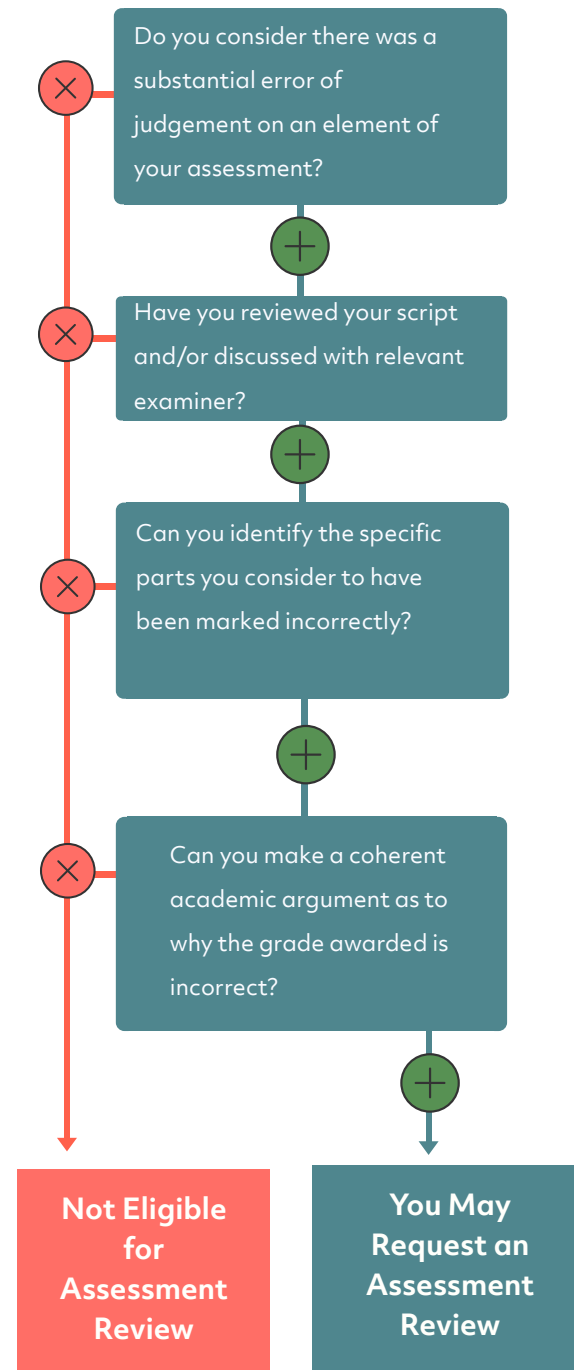 Do you consider there was a
substantial error of
judgement on an element of
your assessment?
Have you reviewed your script
and/or discussed with relevant
examiner?
Can you identify the specific
parts you consider to have
been marked incorrectly?
Can you make a coherent
academic argument as to
why the grade awarded is
incorrect?
Not Eligible
for
Assessment
Review
You May
Request an
Assessment
Review